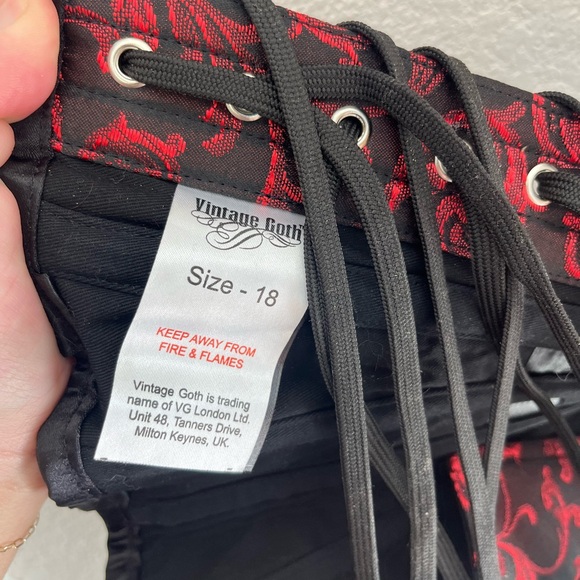 Vintage Goth
Size - 18
KEEP AWAY FROM
FIRE & FLAMES
Vintage Goth is trading
name of VG London Ltd.
Unit 48, Tanners Drive,
Milton Keynes, UK.